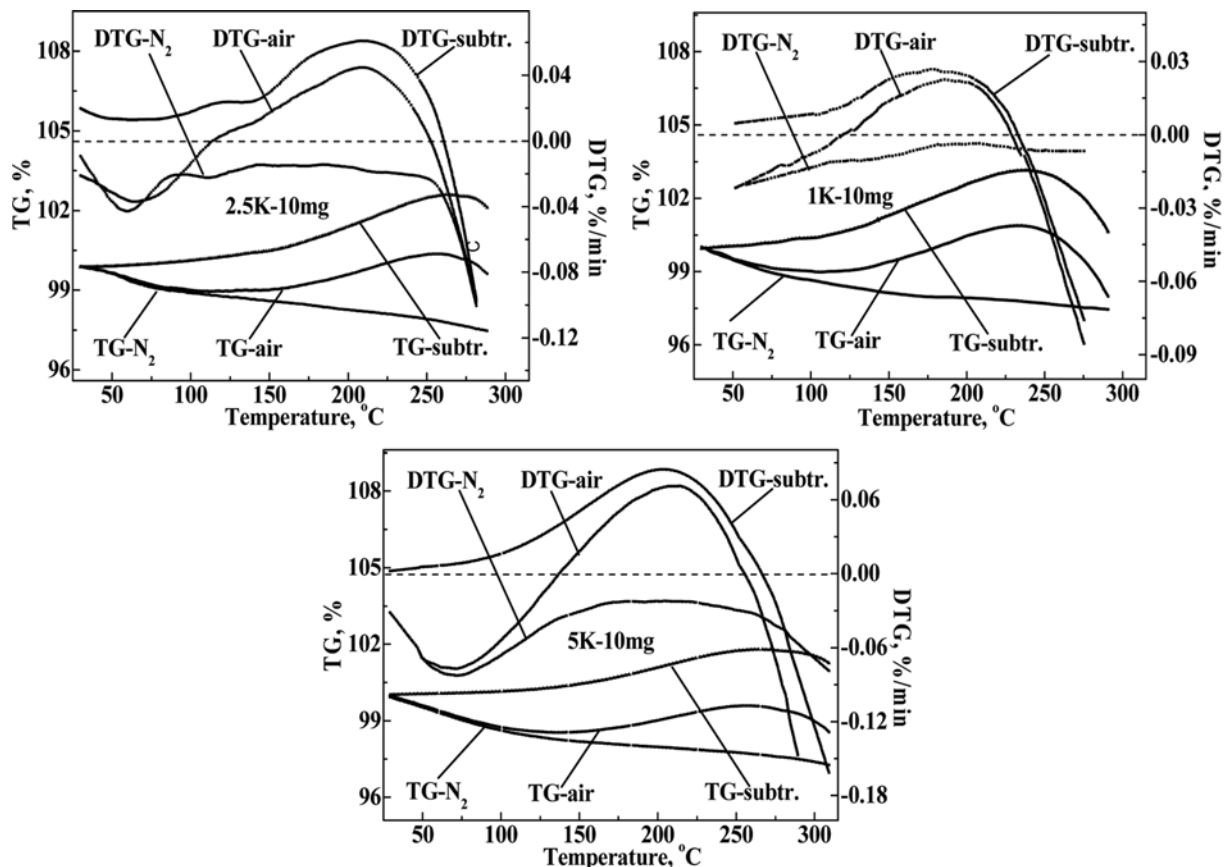 DTG-N2
DTG-air
DTG-subtr.
2.5K-10mg
TG-N2
TG-air
TG-subtr.
C
TG, %
108
105
102
99
96
0.04
0.00
-0.04
-0.08
-0.12
DTG, %/min
50 100 150 200 250 300
Temperature, °C
DTG-N2
DTG-air
DTG-subtr.
1K-10mg
TG-N2
TG-air
TG-subtr.
TG, %
108
105
102
99
96
0.03
0.00
-0.03
-0.06
-0.09
DTG. %/min
50 100 150 200 250 300
Temperature, °C
DTG-N2
DTG-air
DTG-subtr.
5K-10mg
TG-N2
TG-air
TG-subtr.
TG, %
108
105
102
99
96
0.06
0.00
-0.06
-0.12
-0.18
DTG, %/min
50 100 150 200 250 300
Temperature, °C